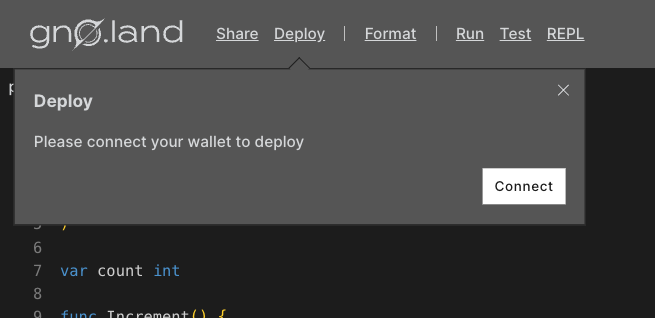 gno.land
Share Deploy | Format | Run Test REPL
p
Deploy
Please connect your wallet to deploy
Connect
5 )
6
7 var count int
8
9 func Increment() {